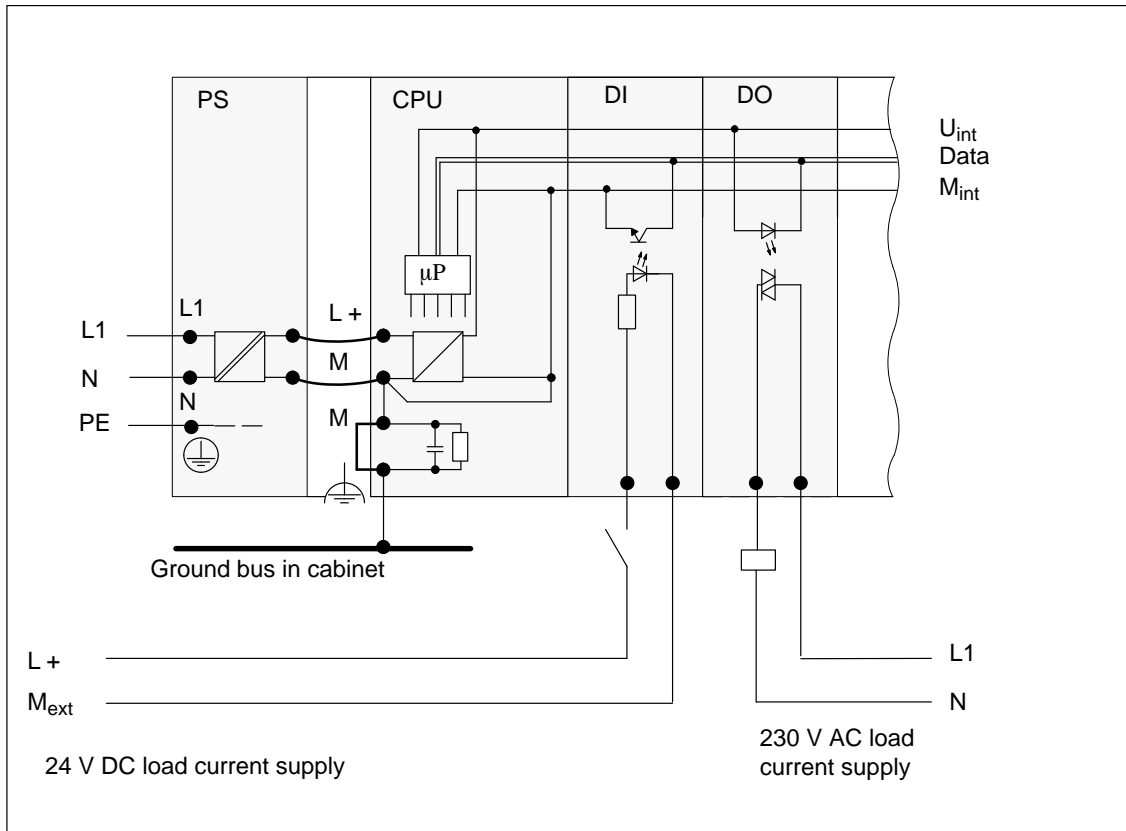 PS
CPU
DI
DO
Uint
Data
Mint
µP
L1
L +
L1
M
N
N
M
PE
Ground bus in cabinet
L +
L1
Mext
N
24 V DC load current supply
230 V AC load
current supply